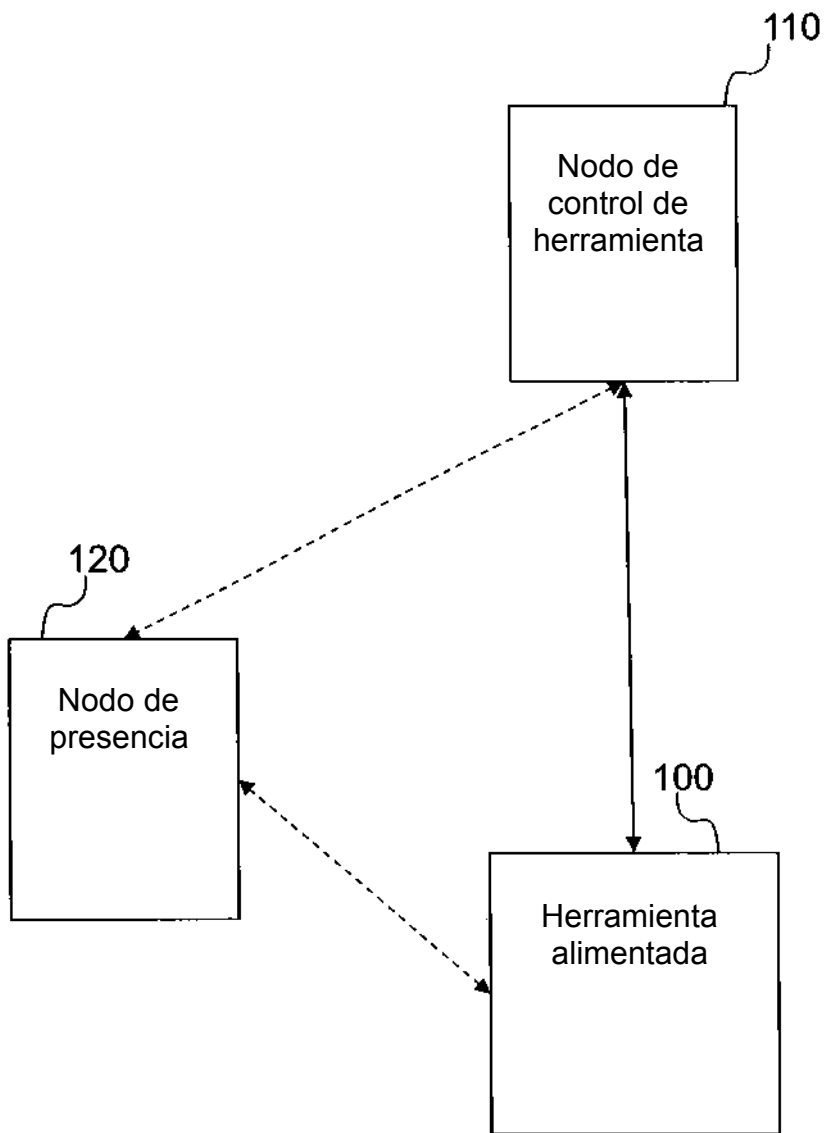 110
Nodo de
control de
herramienta
120
Nodo de
presencia
100
Herramienta
alimentada